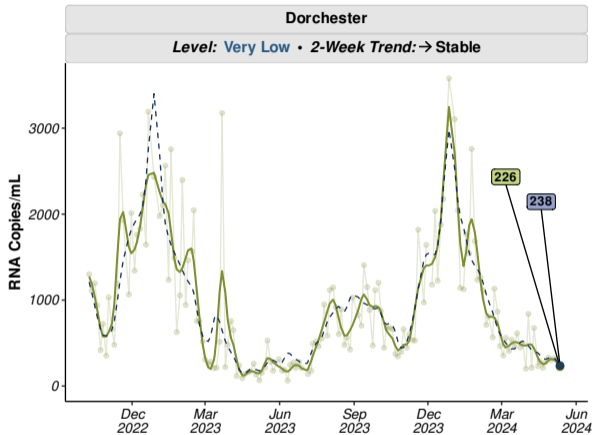 Dorchester
Level: Very Low • 2-Week Trend:→ Stable
RNA Copies/mL
3000
2000
1000
0
226
238
Dec Mar Jun Sep Dec Mar Jun
2022 2023 2023 2023 2023 2024 2024